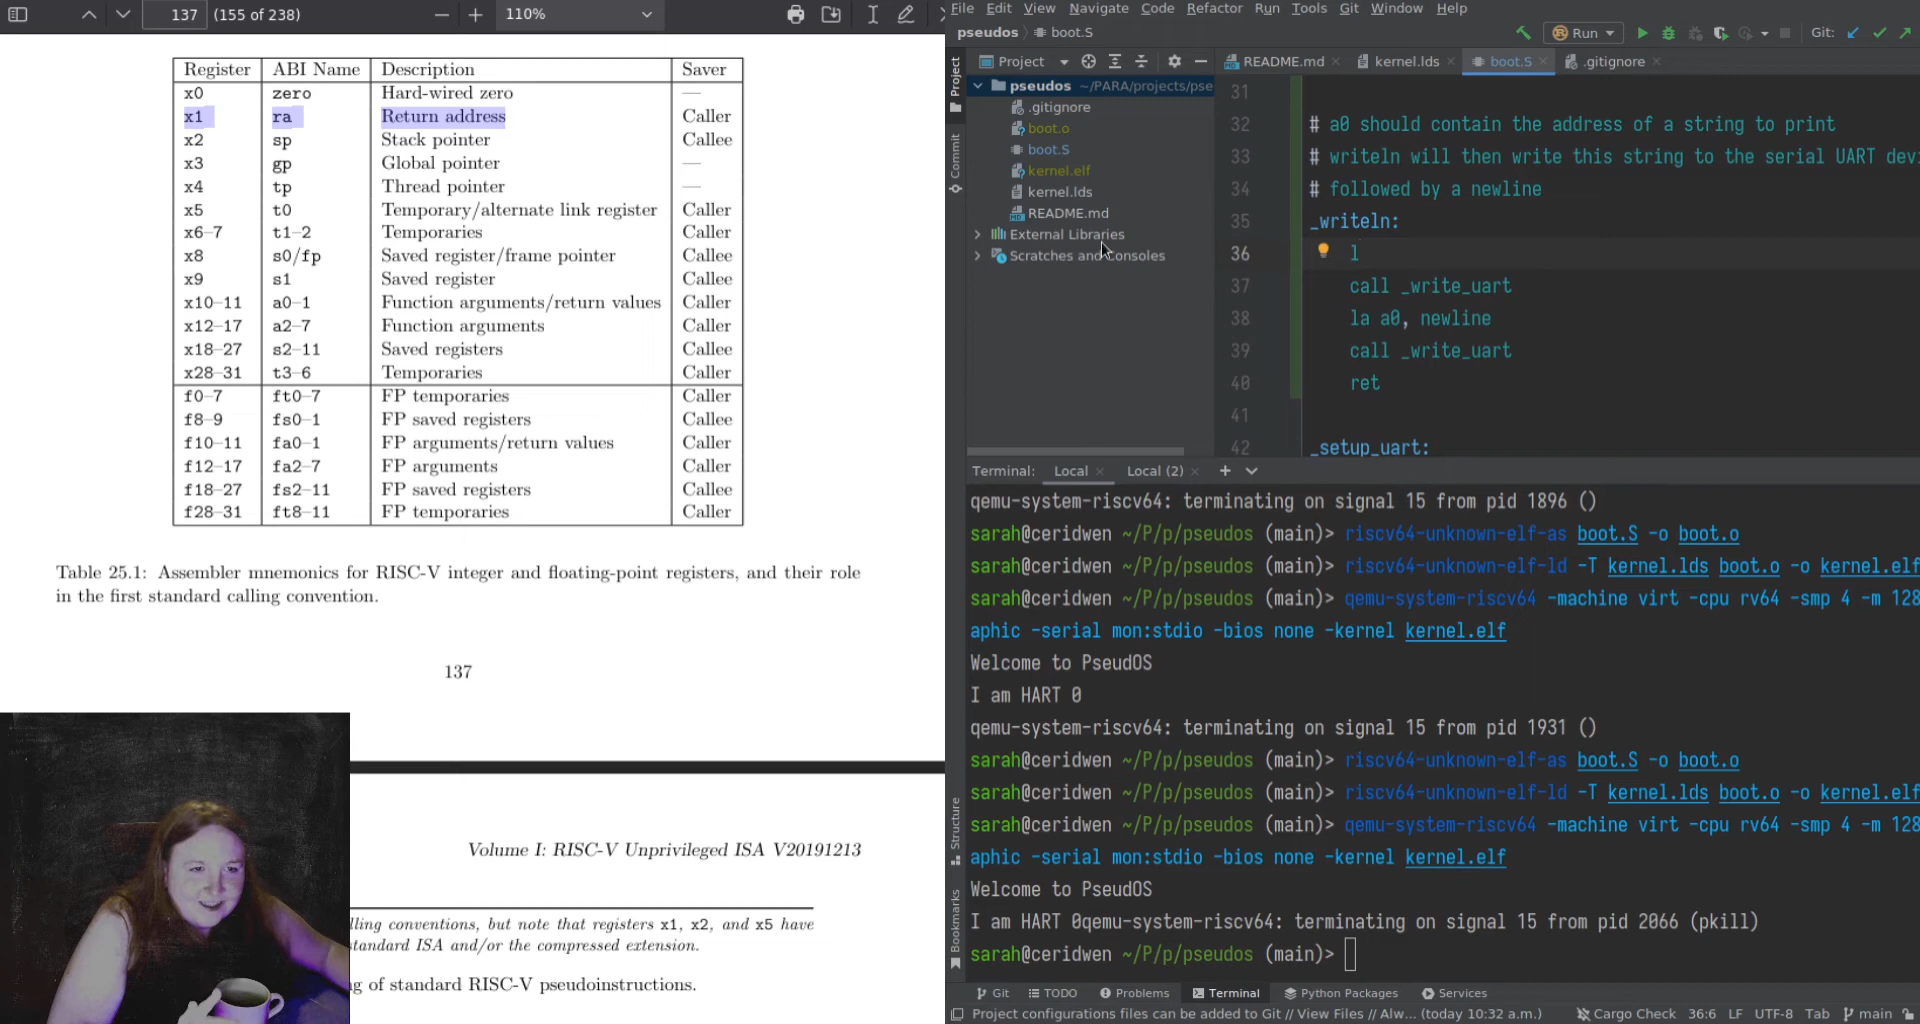 137 (155 of 238)
110%
Register ABI Name Description Saver
x0 zero Hard-wired zero —
x1 ra Return address Caller
x2 sp Stack pointer Callee
x3 gp Global pointer —
x4 tp Thread pointer —
x5 t0 Temporary/alternate link register Caller
x6–7 t1–2 Temporaries Caller
x8 s0/fp Saved register/frame pointer Callee
x9 s1 Saved register Callee
x10–11 a0–1 Function arguments/return values Caller
x12–17 a2–7 Function arguments Caller
x18–27 s2–11 Saved registers Callee
x28–31 t3–6 Temporaries Caller
f0–7 ft0–7 FP temporaries Caller
f8–9 fs0–1 FP saved registers Callee
f10–11 fa0–1 FP arguments/return values Caller
f12–17 fa2–7 FP arguments Caller
f18–27 fs2–11 FP saved registers Callee
f28–31 ft8–11 FP temporaries Caller
Table 25.1: Assembler mnemonics for RISC-V integer and floating-point registers, and their role
in the first standard calling convention.
137
Volume I: RISC-V Unprivileged ISA V20191213
lling conventions, but note that registers x1, x2, and x5 have
tandard ISA and/or the compressed extension.
g of standard RISC-V pseudoinstructions.
File Edit View Navigate Code Refactor Run Tools Git Window Help
pseudos boot.S
Run Git:
Project
README.md kernel.lds boot.S .gitignore
Project
Commit
pseudos ~/PARA/projects/pse
.gitignore
boot.o
boot.S
kernel.elf
kernel.lds
README.md
External Libraries
Scratches and Consoles
31
32 # a0 should contain the address of a string to print
33 # writeln will then write this string to the serial UART devi
34 # followed by a newline
35 _writeln:
36 l
37 call _write_uart
38 la a0, newline
39 call _write_uart
40 ret
41
42 _setup_uart:
Terminal: Local Local (2)
qemu-system-riscv64: terminating on signal 15 from pid 1896 ()
sarah@ceridwen ~/P/p/pseudos (main)> riscv64-unknown-elf-as boot.S -o boot.o
sarah@ceridwen ~/P/p/pseudos (main)> riscv64-unknown-elf-ld -T kernel.lds boot.o -o kernel.elf
sarah@ceridwen ~/P/p/pseudos (main)> qemu-system-riscv64 -machine virt -cpu rv64 -smp 4 -m 128
aphic -serial mon:stdio -bios none -kernel kernel.elf
Welcome to PseudOS
I am HART 0
qemu-system-riscv64: terminating on signal 15 from pid 1931 ()
sarah@ceridwen ~/P/p/pseudos (main)> riscv64-unknown-elf-as boot.S -o boot.o
sarah@ceridwen ~/P/p/pseudos (main)> riscv64-unknown-elf-ld -T kernel.lds boot.o -o kernel.elf
sarah@ceridwen ~/P/p/pseudos (main)> qemu-system-riscv64 -machine virt -cpu rv64 -smp 4 -m 128
aphic -serial mon:stdio -bios none -kernel kernel.elf
Welcome to PseudOS
I am HART 0qemu-system-riscv64: terminating on signal 15 from pid 2066 (pkill)
sarah@ceridwen ~/P/p/pseudos (main)>
Structure
Bookmarks
Git TODO Problems Terminal Python Packages Services
Project configurations files can be added to Git // View Files // Alw... (today 10:32 a.m.) Cargo Check 36:6 LF UTF-8 Tab main